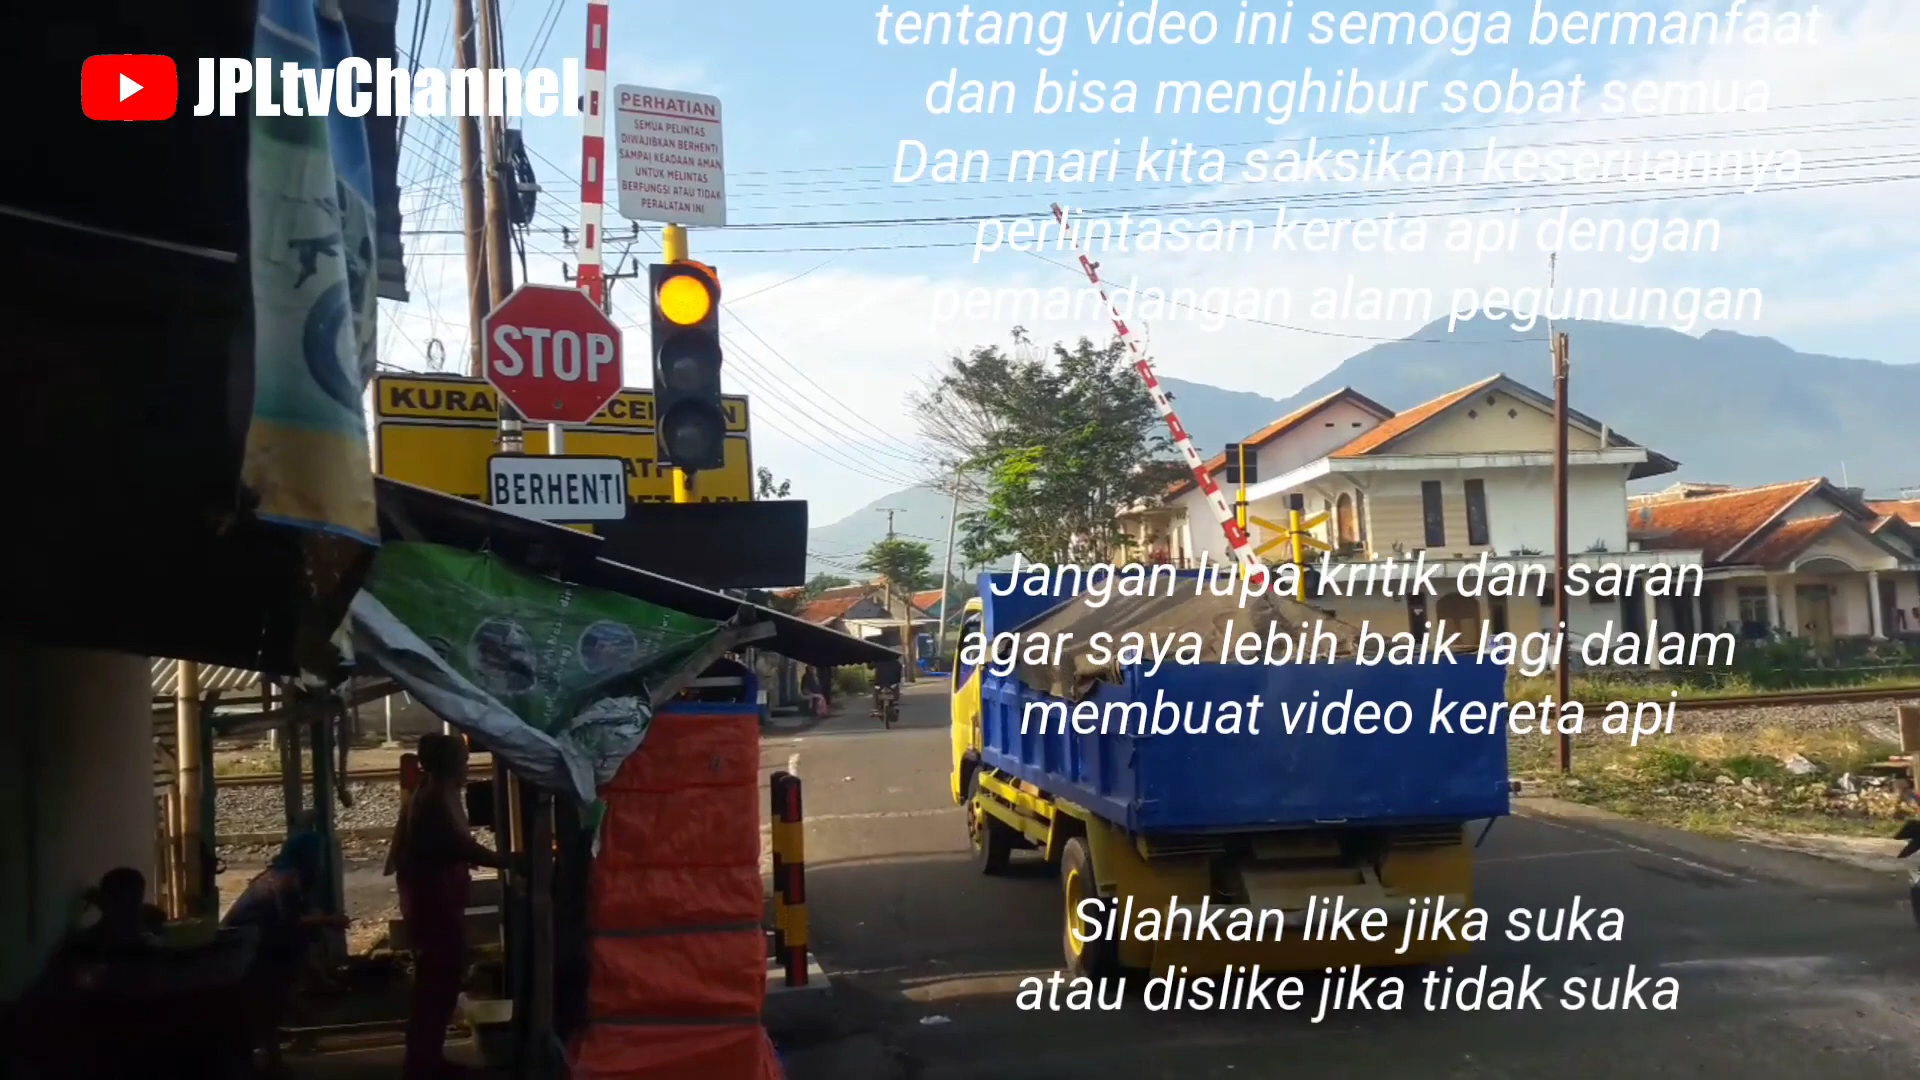 JPLtvChannel
tentang video ini semoga bermanfaat
dan bisa menghibur sobat semua
Dan mari kita saksikan keseruannya
perlintasan kereta api dengan
pemandangan alam pegunungan
PERHATIAN
SEMUA PELINTAS
DIWAJIBKAN BERHENTI
SAMPAI KEADAAN AMAN
UNTUK MELINTAS
BERFUNGSI ATAU TIDAK
PERALATAN INI
STOP
BERHENTI
Jangan lupa kritik dan saran
agar saya lebih baik lagi dalam
membuat video kereta api
Silahkan like jika suka
atau dislike jika tidak suka